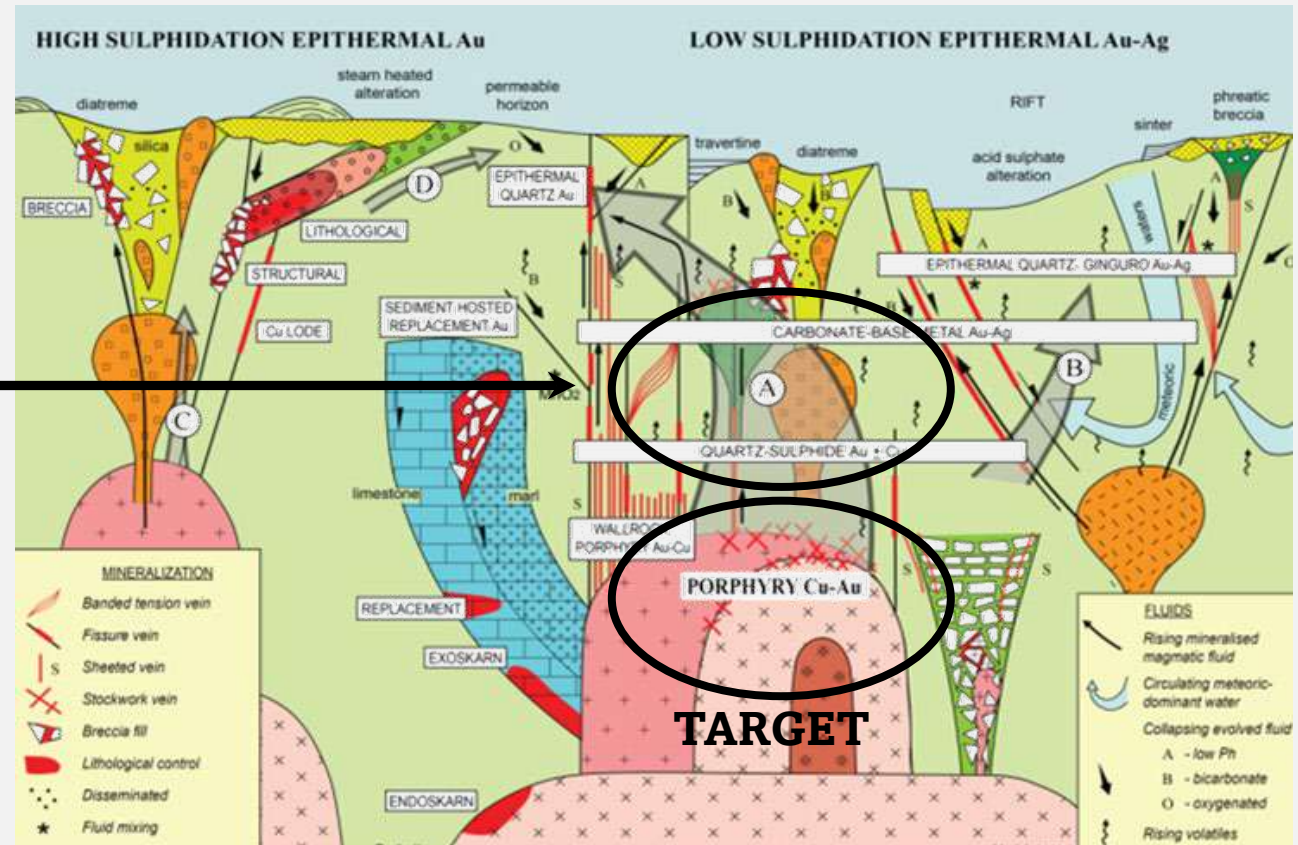 HIGH SULPHIDATION EPITHERMAL Au
LOW SULPHIDATION EPITHERMAL Au-Ag
steam heated
alteration
permeable
horizon
diatreme
silica
BRECCIA
D
O
LITHOLOGICAL
STRUCTURAL
Cu LODE
C
EPITHERMAL
QUARTZ Au
A
S
B
SEDIMENT HOSTED
REPLACEMENT Au
limestone
marl
S
WALLROCK
PORPHYRY Au-Cu
REPLACEMENT
EXOSKARN
ENDOSKARN
travertine
diatreme
B
B
RIFT
sinter
phreatic
breccia
acid sulphate
alteration
A
waters
A
S
O
EPITHERMAL QUARTZ- GINGURO Au-Ag
B
CARBONATE-BASE METAL Au-Ag
A
B
meteoric
QUARTZ-SULPHIDE Au ± Cu
PORPHYRY Cu-Au
S
S
TARGET
MINERALIZATION
Banded tension vein
Fissure vein
S Sheeted vein
Stockwork vein
Breccia fill
Lithological control
Disseminated
Fluid mixing
FLUIDS
Rising mineralised
magmatic fluid
Circulating meteoric-
dominant water
Collapsing evolved fluid
A - low Ph
B - bicarbonate
O - oxygenated
Rising volatiles